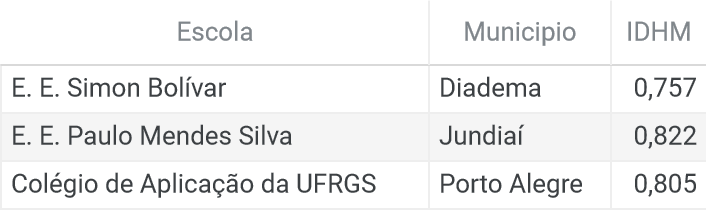 Escola Municipio IDHM
E. E. Simon Bolívar Diadema 0,757
E. E. Paulo Mendes Silva Jundiaí 0,822
Colégio de Aplicação da UFRGS Porto Alegre 0,805